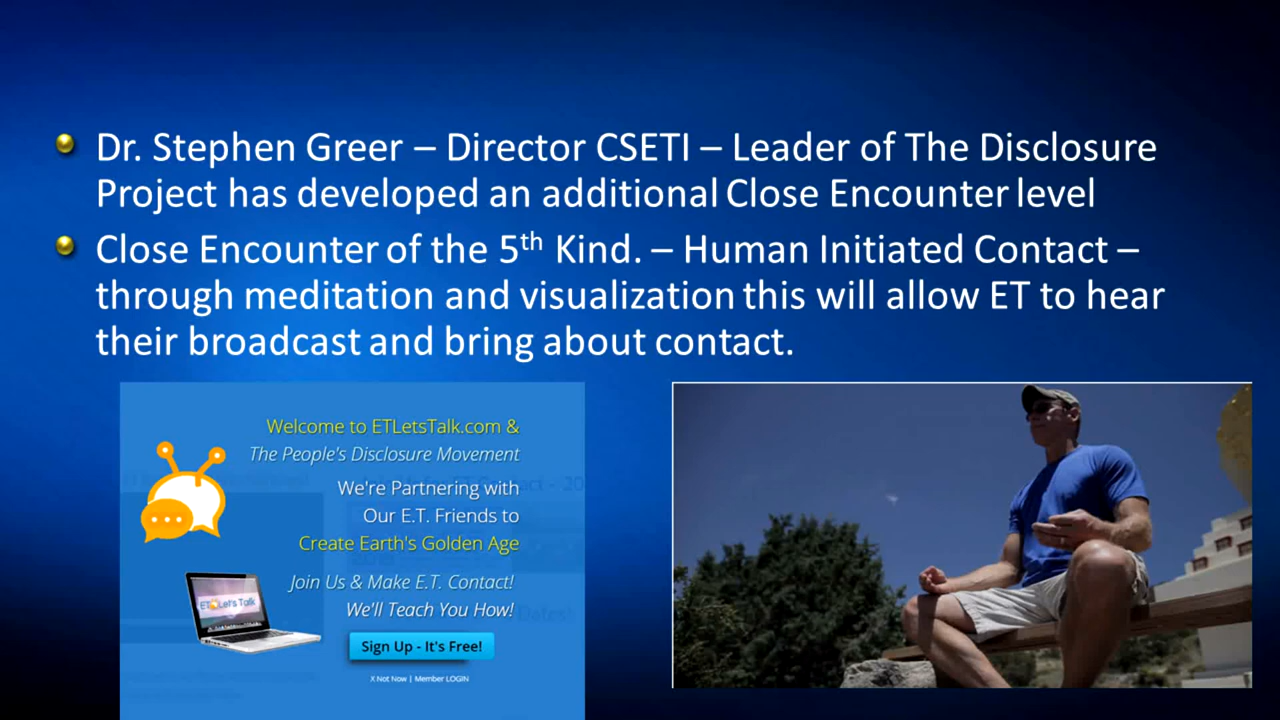 Dr. Stephen Greer – Director CSETI – Leader of The Disclosure
Project has developed an additional Close Encounter level
Close Encounter of the 5th Kind. – Human Initiated Contact –
through meditation and visualization this will allow ET to hear
their broadcast and bring about contact.
Welcome to ETLetsTalk.com &
The People's Disclosure Movement
We're Partnering with
Our E.T. Friends to
Create Earth's Golden Age
Join Us & Make E.T. Contact!
We'll Teach You How!
ET Let's Talk
Sign Up - It's Free!
X Not Now | Member LOGIN